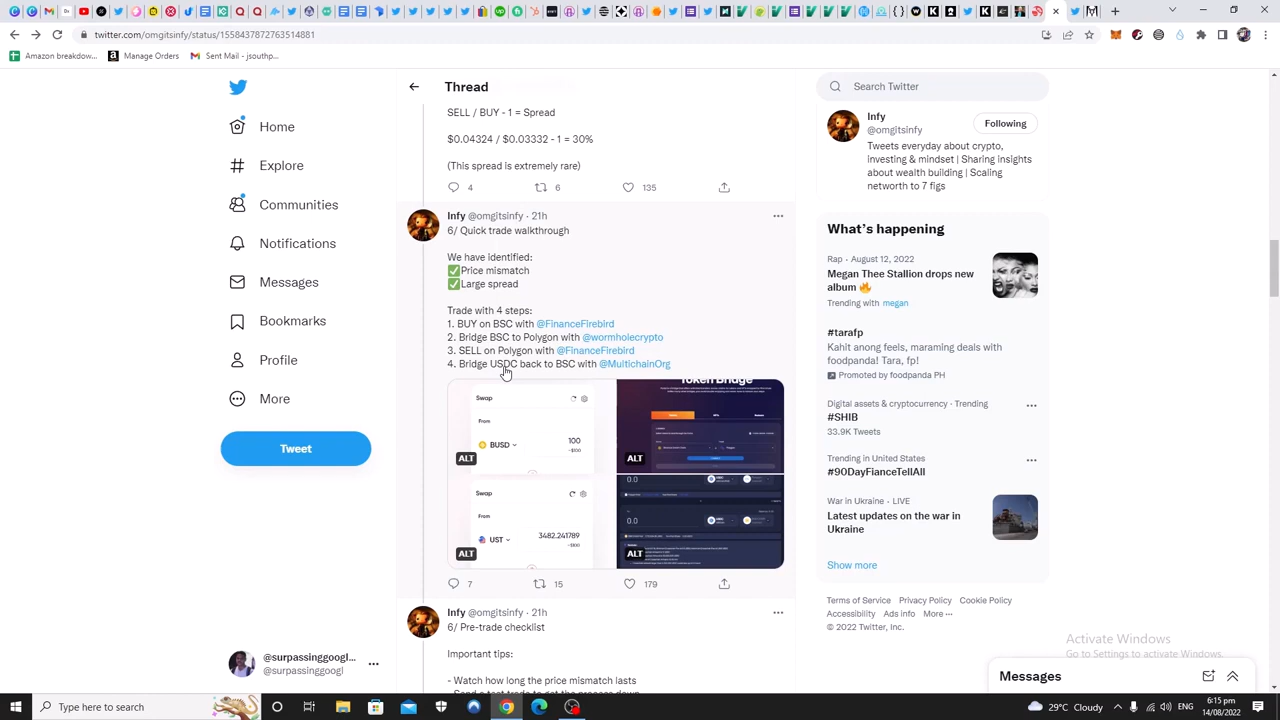 twitter.com/omgitsinfy/status/1558437872763514881
Amazon breakdow...
Manage Orders
Sent Mail - jsouthp...
Home
Explore
Communities
Notifications
Messages
Bookmarks
Profile
More
Tweet
@surpassinggoogl...
@surpassinggoogl
Thread
SELL / BUY - 1 = Spread
$0.04324 / $0.03332 - 1 = 30%
(This spread is extremely rare)
4
6
135
Infy @omgitsinfy · 21h
6/ Quick trade walkthrough
We have identified:
✅Price mismatch
✅Large spread
Trade with 4 steps:
1. BUY on BSC with @FinanceFirebird
2. Bridge BSC to Polygon with @wormholecrypto
3. SELL on Polygon with @FinanceFirebird
4. Bridge USDC back to BSC with @MultichainOrg
Swap
From
BUSD
100
~$100
ALT
Token Bridge
ALT
Swap
From
UST
3482.241789
~$100
ALT
0.0
0.0
ALT
7
15
179
Infy @omgitsinfy · 21h
6/ Pre-trade checklist
Important tips:
- Watch how long the price mismatch lasts
- Send a test trade to get the process down
Search Twitter
Infy
@omgitsinfy
Following
Tweets everyday about crypto,
investing & mindset | Sharing insights
about wealth building | Scaling
networth to 7 figs
What's happening
Rap · August 12, 2022
Megan Thee Stallion drops new
album 🔥
Trending with megan
#tarafp
Kahit anong feels, maraming deals with
foodpanda! Tara, fp!
Promoted by foodpanda PH
Digital assets & cryptocurrency · Trending
#SHIB
33.9K Tweets
Trending in United States
#90DayFianceTellAll
War in Ukraine · LIVE
Latest updates on the war in
Ukraine
Show more
Terms of Service Privacy Policy Cookie Policy
Accessibility Ads info More ···
© 2022 Twitter, Inc.
Activate Windows
Go to Settings to activate Windows.
Messages
Type here to search
29°C Cloudy
ENG
6:15 pm
14/08/2022